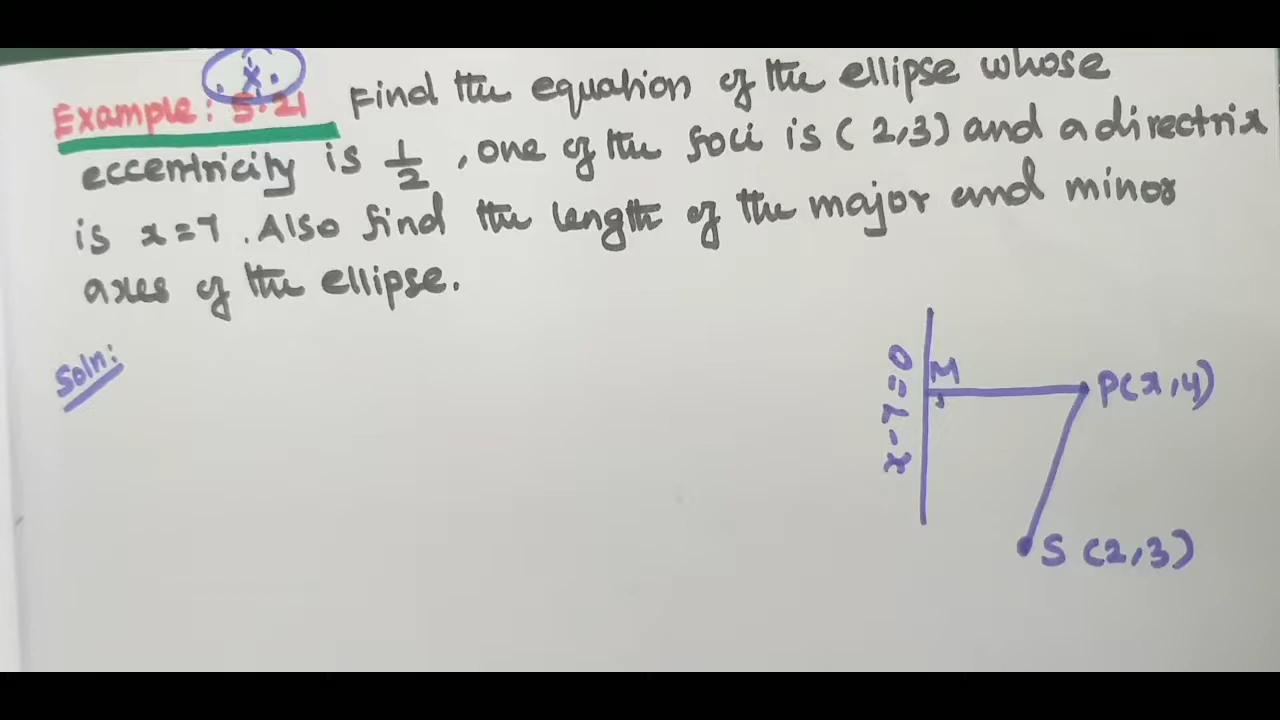 . x .
Example: 5.21 Find the equation of the ellipse whose
eccentricity is 1/2, one of the foci is (2,3) and a directrix
is x=7. Also find the length of the major and minor
axes of the ellipse.
Soln:
x-7=0
M
P(x,y)
S (2,3)